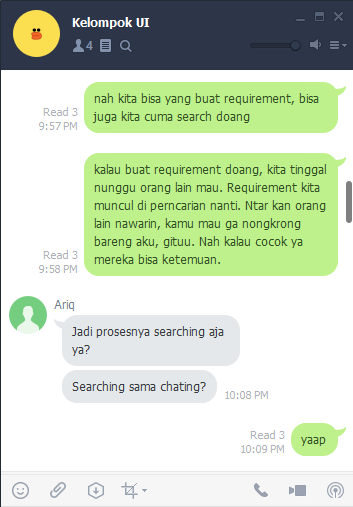 Kelompok UI
4
nah kita bisa yang buat requirement, bisa
juga kita cuma search doang
Read 3
9:57 PM
kalau buat requirement doang, kita tinggal
nunggu orang lain mau. Requirement kita
muncul di perncarian nanti. Ntar kan orang
lain nawarin, kamu mau ga nongkrong
bareng aku, gituu. Nah kalau cocok ya
mereka bisa ketemuan.
Read 3
9:58 PM
Ariq
Jadi prosesnya searching aja
ya?
Searching sama chating?
10:08 PM
Read 3
10:09 PM
yaap